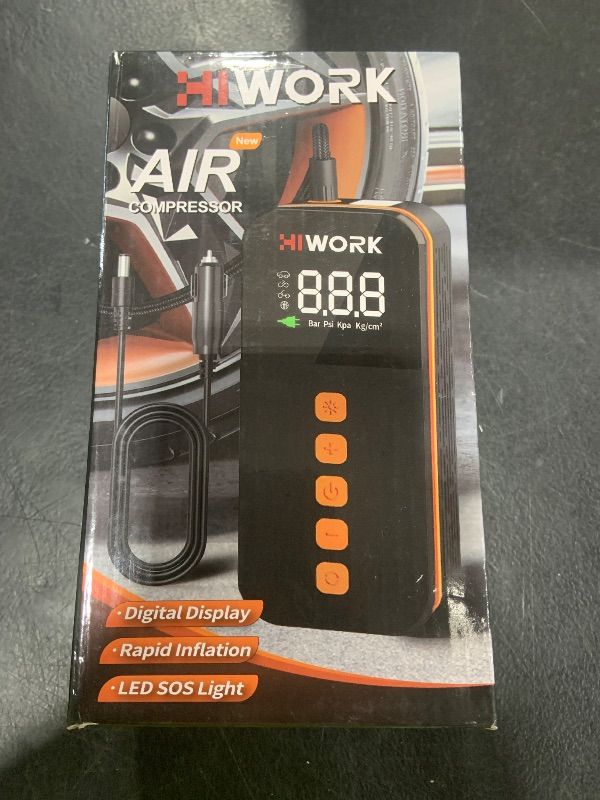 HIWORK
New
AIR
COMPRESSOR
HIWORK
8.8.8
Bar Psi Kpa Kg/cm²
· Digital Display
· Rapid Inflation
· LED SOS Light